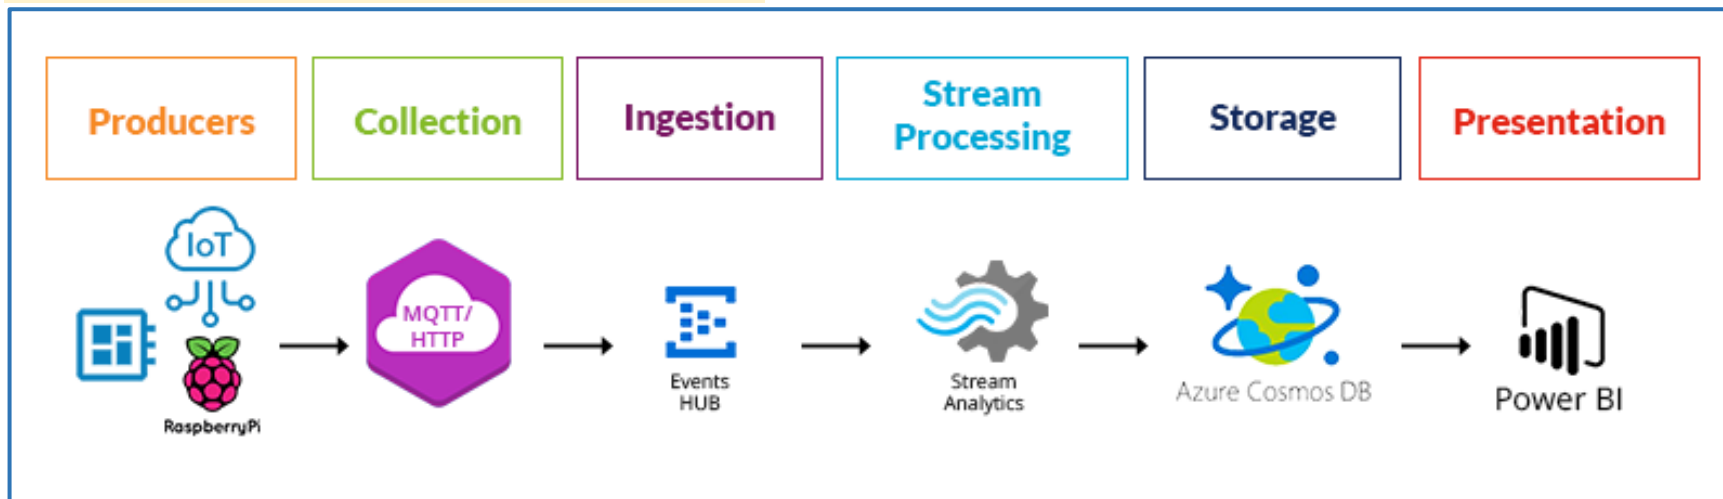 Producers
Collection
Ingestion
Stream
Processing
Storage
Presentation
IoT
RaspberryPi
MQTT/
HTTP
Events
HUB
Stream
Analytics
Azure Cosmos DB
Power BI